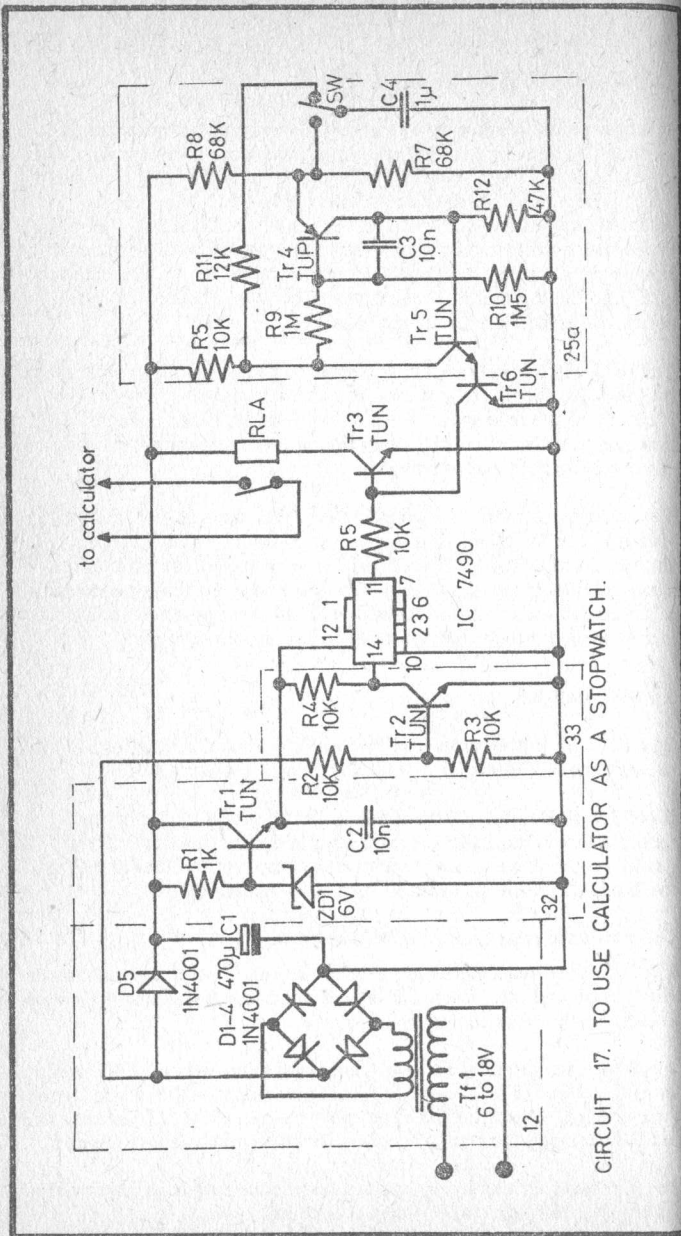 to calculator
D5
1N4001
470µ C1
D1-4
1N4001
Tf 1
6 to 18V
12
R1
1K
Tr 1
TUN
ZD1
6V
C2
10n
32
R2
10K
R4
10K
Tr 2
TUN
R3
10K
33
12 1
14
11
10
2 3 6 7
IC 7490
R5
10K
RLA
Tr 3
TUN
R5
10K
R11
12K
R9
1M
Tr 4
TUP
Tr 5
TUN
Tr 6
TUN
R8
68K
SW
C4
1µ
R7
68K
C3
10n
R10
1M5
R12
47K
25a
CIRCUIT 17. TO USE CALCULATOR AS A STOPWATCH.